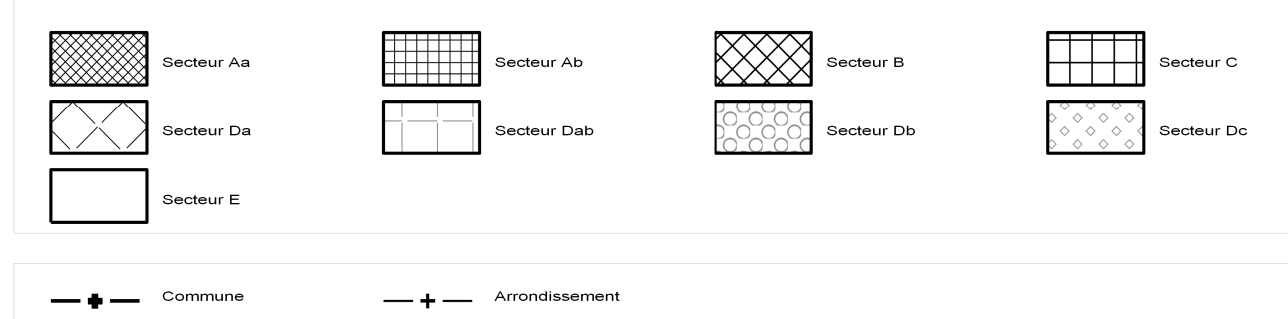 Secteur Aa
Secteur Ab
Secteur B
Secteur C
Secteur Da
Secteur Dab
Secteur Db
Secteur Dc
Secteur E
Commune
Arrondissement